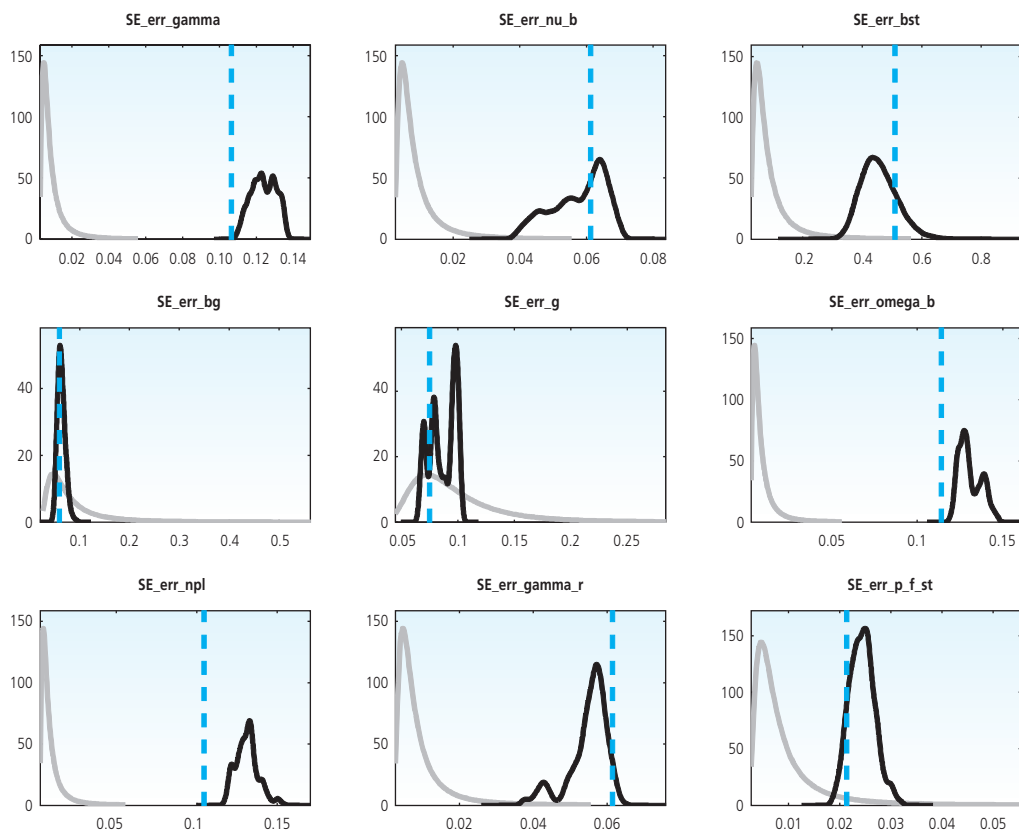 SE_err_gamma SE_err_nu_b SE_err_bst
150 150 150
100 100 100
50 50 50
0 0 0
0.02 0.04 0.06 0.08 0.10 0.12 0.14 0.02 0.04 0.06 0.08 0.2 0.4 0.6 0.8
SE_err_bg SE_err_g SE_err_omega_b
40 40 150
20 20 100
0 0 50
0
0.1 0.2 0.3 0.4 0.5 0.05 0.1 0.15 0.2 0.25 0.05 0.1 0.15
SE_err_npl SE_err_gamma_r SE_err_p_f_st
150 150 150
100 100 100
50 50 50
0 0 0
0.05 0.1 0.15 0.02 0.04 0.06 0.01 0.02 0.03 0.04 0.05